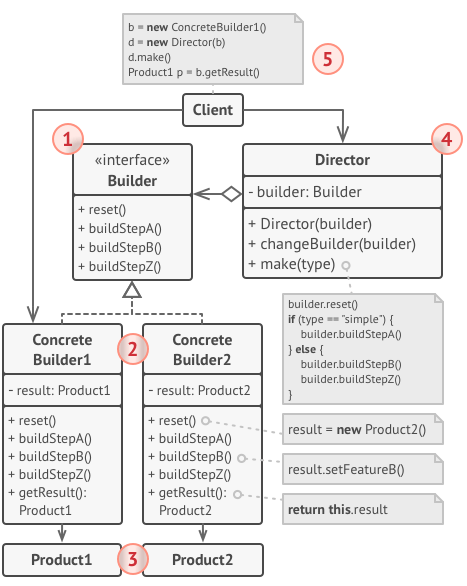 b = new ConcreteBuilder1()
d = new Director(b)
d.make()
Product1 p = b.getResult()
5
Client
1
«interface»
Builder
+ reset()
+ buildStepA()
+ buildStepB()
+ buildStepZ()
4
Director
- builder: Builder
+ Director(builder)
+ changeBuilder(builder)
+ make(type)
builder.reset()
if (type == "simple") {
builder.buildStepA()
} else {
builder.buildStepB()
builder.buildStepZ()
}
2
Concrete
Builder1
- result: Product1
+ reset()
+ buildStepA()
+ buildStepB()
+ buildStepZ()
+ getResult():
Product1
Concrete
Builder2
- result: Product2
+ reset()
+ buildStepA()
+ buildStepB()
+ buildStepZ()
+ getResult():
Product2
result = new Product2()
result.setFeatureB()
return this.result
Product1
3
Product2